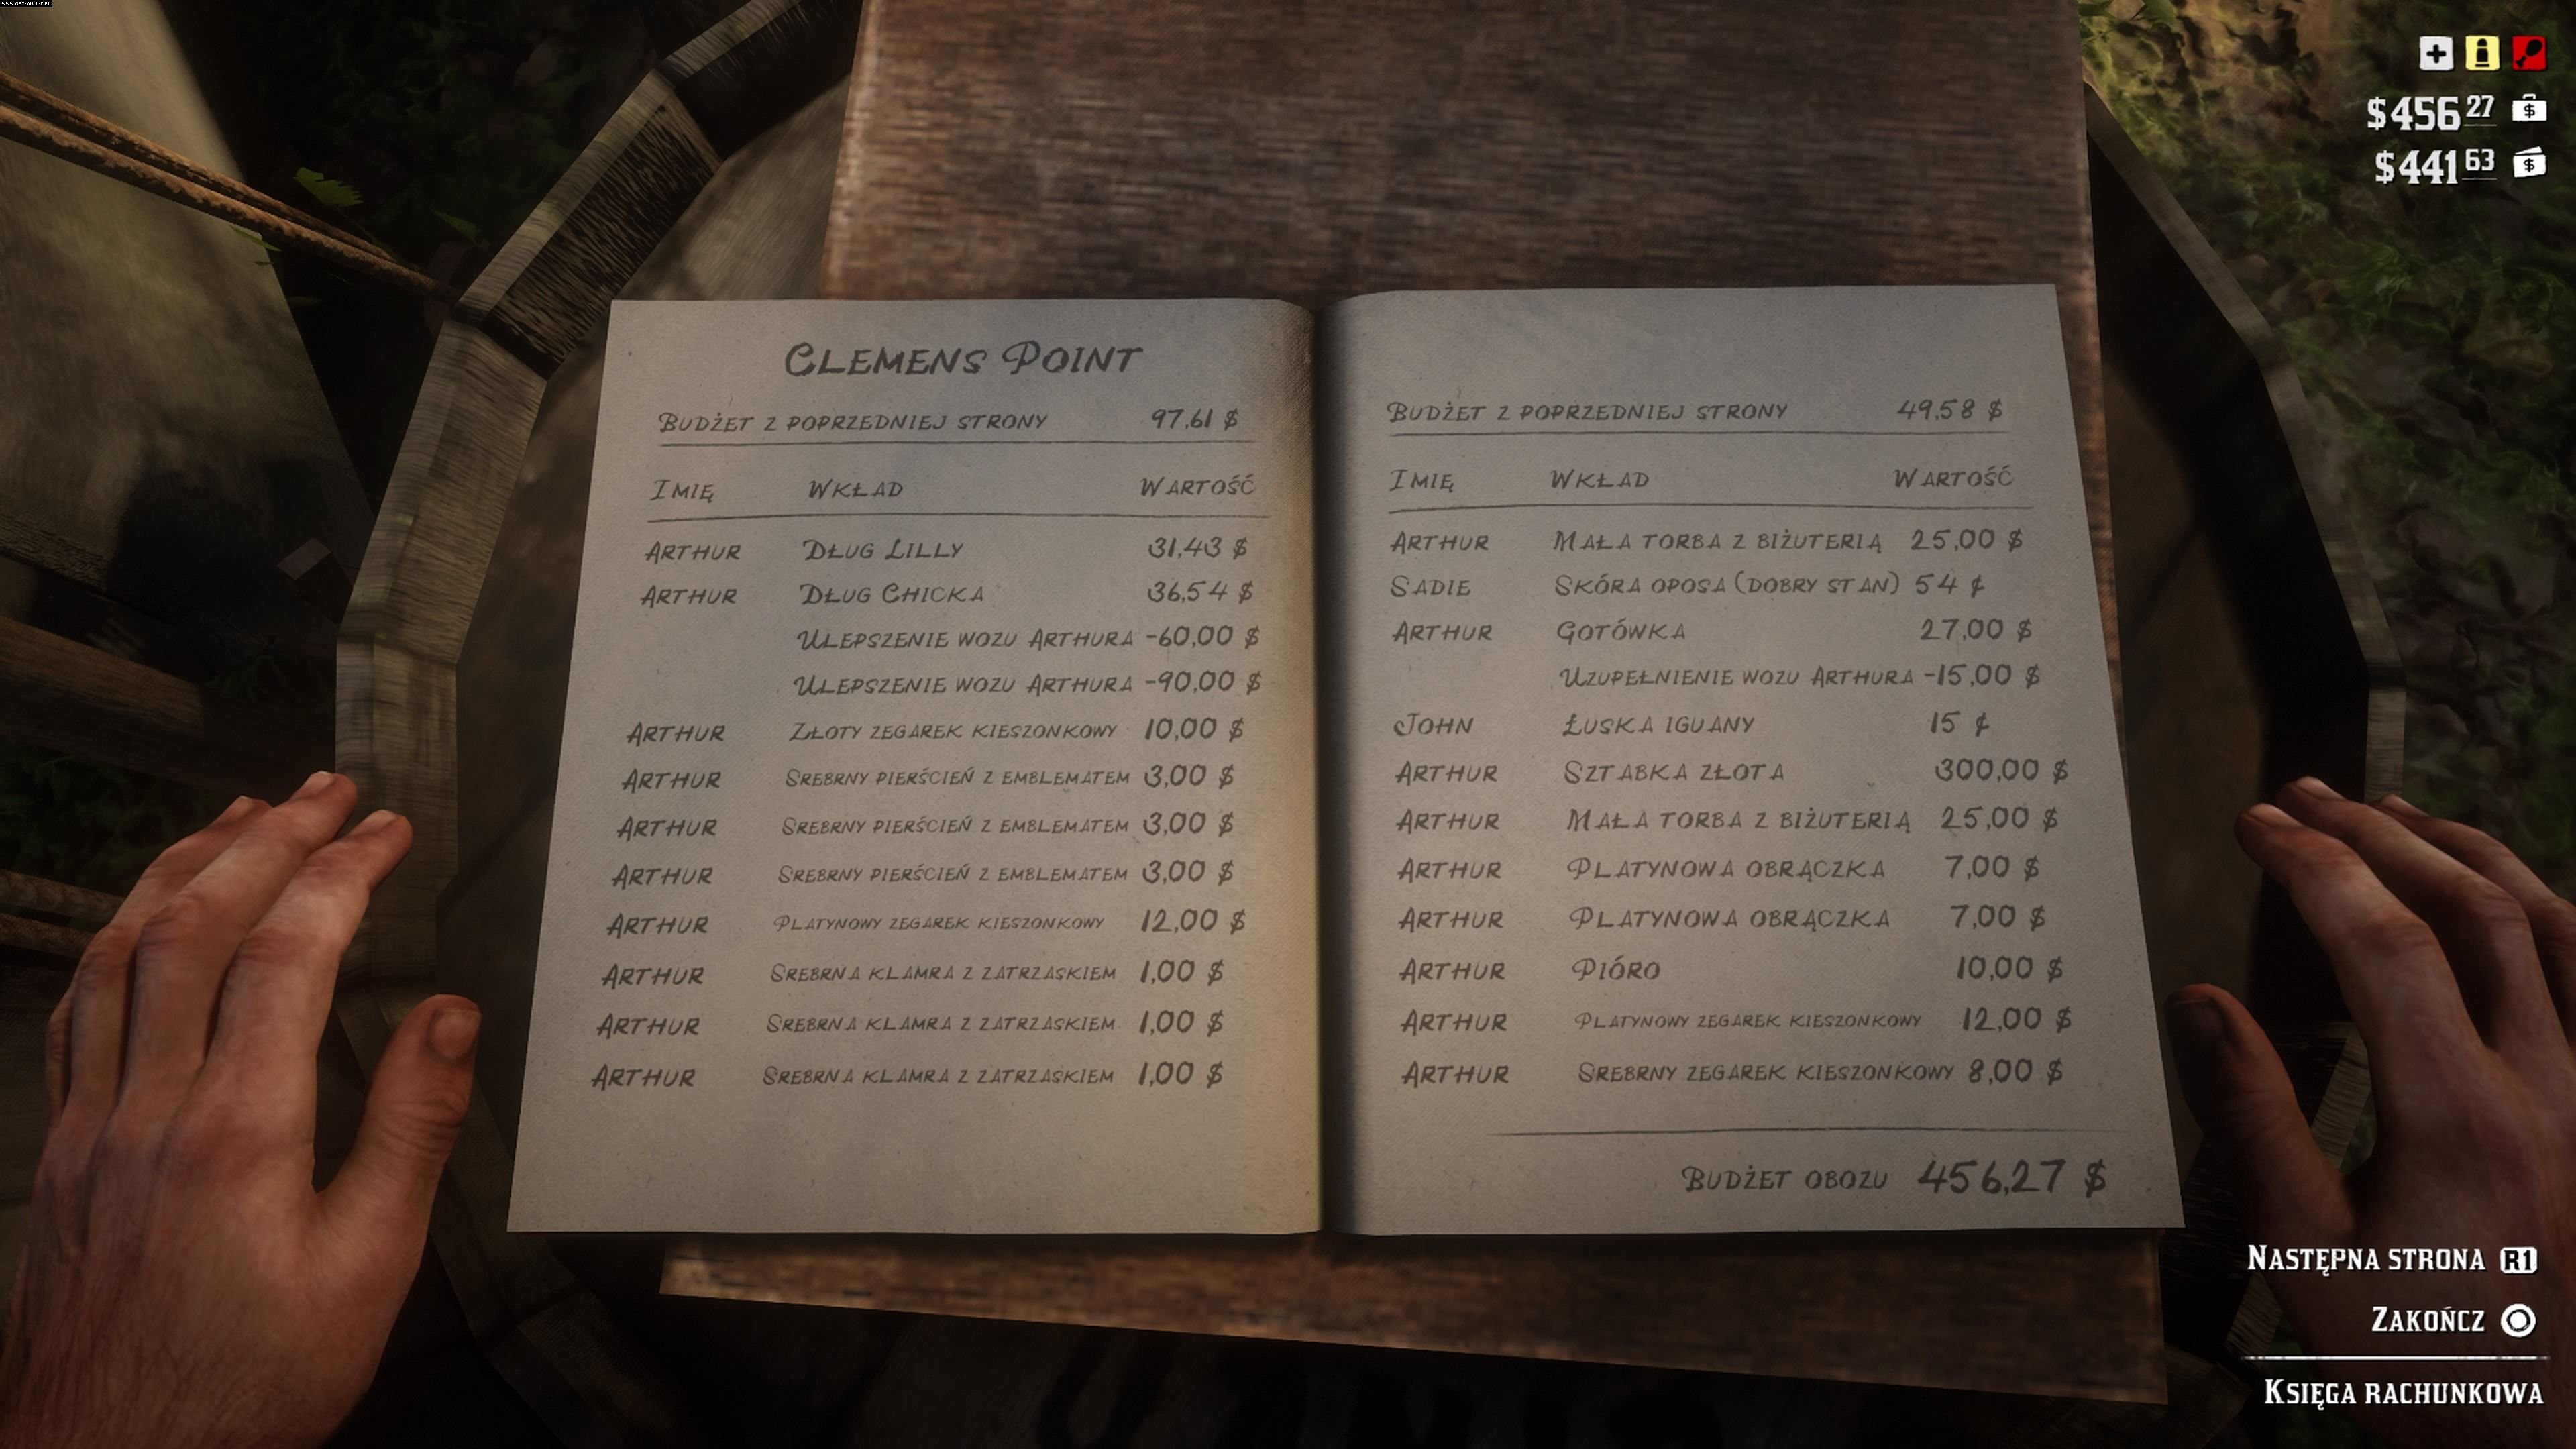 www.gry-online.pl
$456 27
$441 63
Clemens Point
Budżet z poprzedniej strony 97,61 $
Imię Wkład Wartość
Arthur Dług Lilly 31,43 $
Arthur Dług Chicka 36,54 $
Ulepszenie wozu Arthura -60,00 $
Ulepszenie wozu Arthura -90,00 $
Arthur Złoty zegarek kieszonkowy 10,00 $
Arthur Srebrny pierścień z emblematem 3,00 $
Arthur Srebrny pierścień z emblematem 3,00 $
Arthur Srebrny pierścień z emblematem 3,00 $
Arthur Platynowy zegarek kieszonkowy 12,00 $
Arthur Srebrna klamra z zatrzaskiem 1,00 $
Arthur Srebrna klamra z zatrzaskiem 1,00 $
Arthur Srebrna klamra z zatrzaskiem 1,00 $
Budżet z poprzedniej strony 49,58 $
Imię Wkład Wartość
Arthur Mała torba z biżuterią 25,00 $
Sadie Skóra oposa (dobry stan) 54 ¢
Arthur Gotówka 27,00 $
Uzupełnienie wozu Arthura -15,00 $
John Łuska iguany 15 ¢
Arthur Sztabka złota 300,00 $
Arthur Mała torba z biżuterią 25,00 $
Arthur Platynowa obrączka 7,00 $
Arthur Platynowa obrączka 7,00 $
Arthur Pióro 10,00 $
Arthur Platynowy zegarek kieszonkowy 12,00 $
Arthur Srebrny zegarek kieszonkowy 8,00 $
Budżet obozu 456,27 $
Następna strona R1
Zakończ
Księga rachunkowa